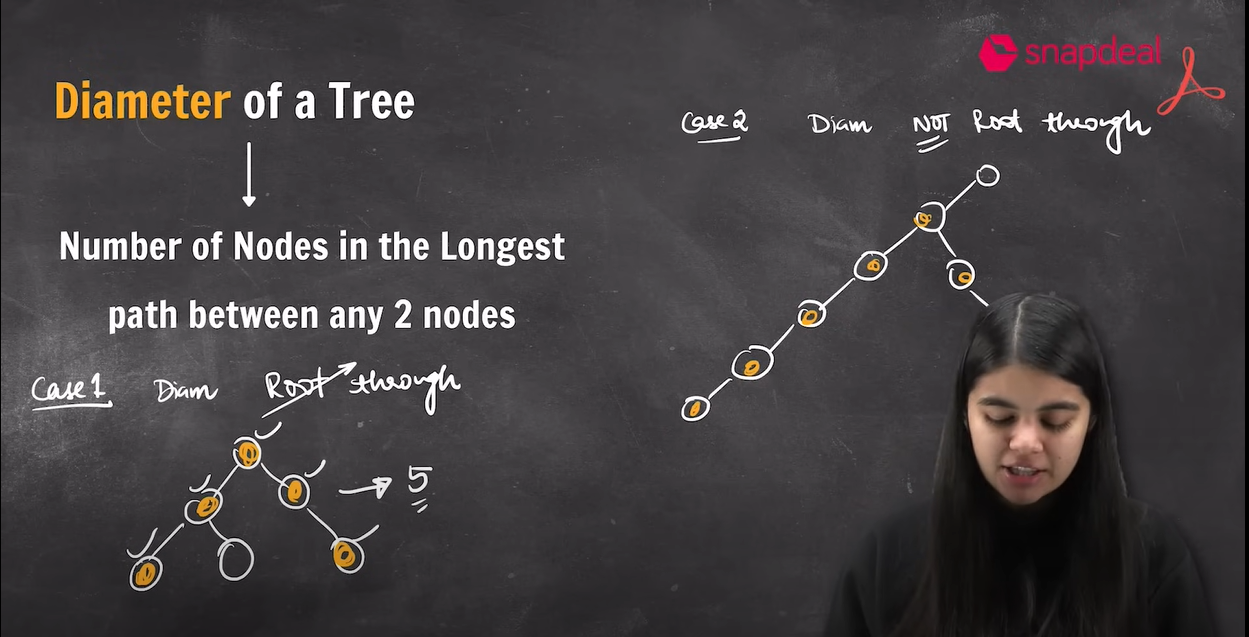 snapdeal
Diameter of a Tree
Number of Nodes in the Longest
path between any 2 nodes
Case 1 Diam Root through
5
Case 2 Diam NOT Root through